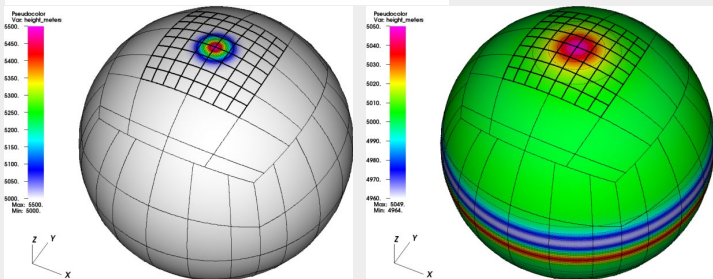 Pseudocolor
Var: height_meters
5500.
5450.
5400.
5350.
5300.
5250.
5200.
5150.
5100.
5050.
5000.
Max: 5500.
Min: 5000.
Z
Y
X
Pseudocolor
Var: height_meters
5050.
5040.
5030.
5020.
5010.
5000.
4990.
4980.
4970.
4960.
Max: 5049.
Min: 4964.
Z
Y
X